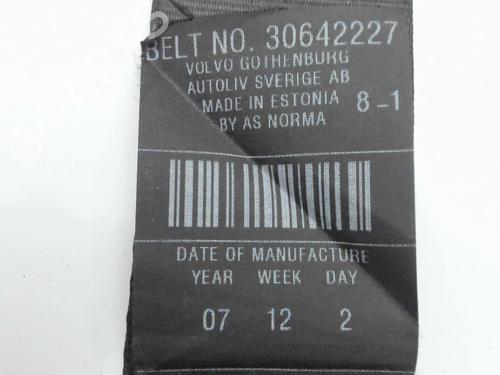 BELT NO. 30642227
VOLVO GOTHENBURG
AUTOLIV SVERIGE AB
MADE IN ESTONIA 8-1
BY AS NORMA
DATE OF MANUFACTURE
YEAR WEEK DAY
07 12 2